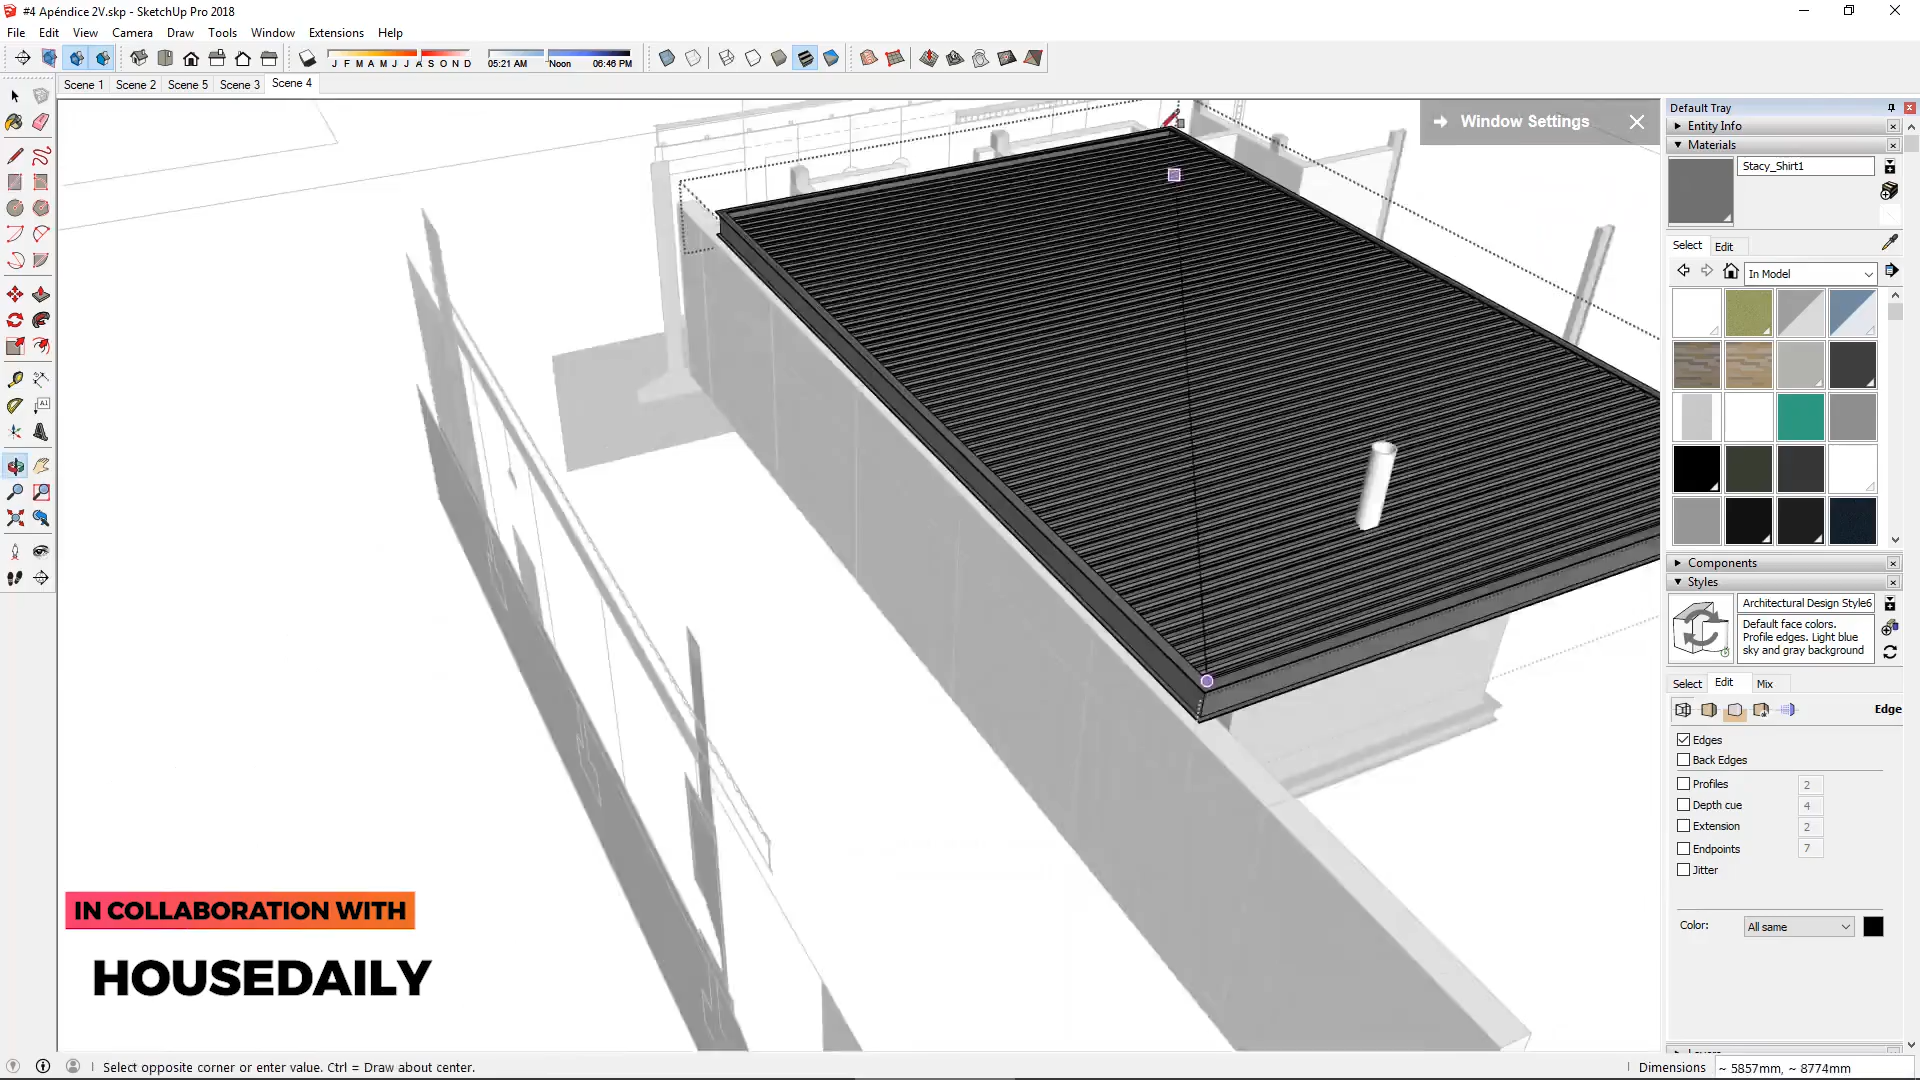 #4 Apéndice 2V.skp - SketchUp Pro 2018
File Edit View Camera Draw Tools Window Extensions Help
J F M A M J J A S O N D
05:21 AM Noon 06:46 PM
Scene 1 Scene 2 Scene 5 Scene 3 Scene 4
Window Settings
Default Tray
Entity Info
Materials
Stacy_Shirt1
Select Edit
In Model
Components
Styles
Architectural Design Style6
Default face colors.
Profile edges. Light blue
sky and gray background
Select Edit Mix
Edge
Edges
Back Edges
Profiles 2
Depth cue 4
Extension 2
Endpoints 7
Jitter
Color: All same
A1
IN COLLABORATION WITH
HOUSEDAILY
Select opposite corner or enter value. Ctrl = Draw about center.
Dimensions ~ 5857mm, ~ 8774mm